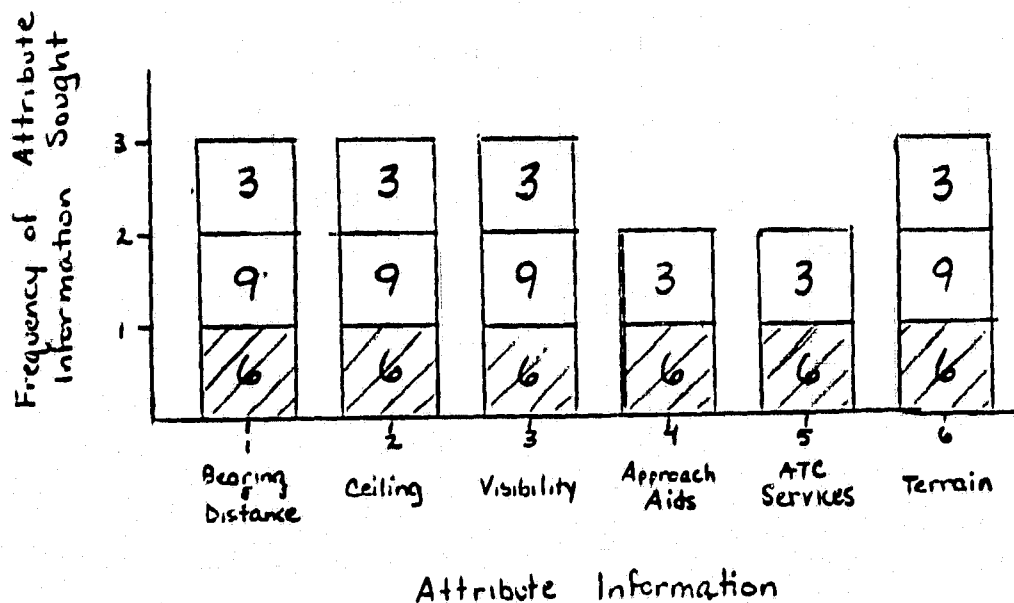 Frequency of Attribute
Information Sought
3
2
1
3 3 3 3
9 9 9 3 3 9
6 6 6 6 6 6
1 2 3 4 5 6
Bearing & Distance
Ceiling
Visibility
Approach Aids
ATC Services
Terrain
Attribute Information